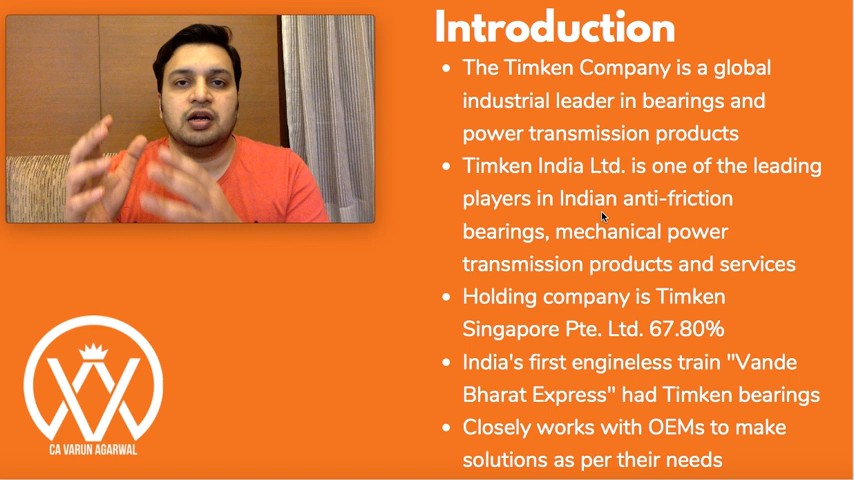 Introduction
The Timken Company is a global
industrial leader in bearings and
power transmission products
Timken India Ltd. is one of the leading
players in Indian anti-friction
bearings, mechanical power
transmission products and services
Holding company is Timken
Singapore Pte. Ltd. 67.80%
India's first engineless train "Vande
Bharat Express" had Timken bearings
Closely works with OEMs to make
solutions as per their needs
CA VARUN AGARWAL